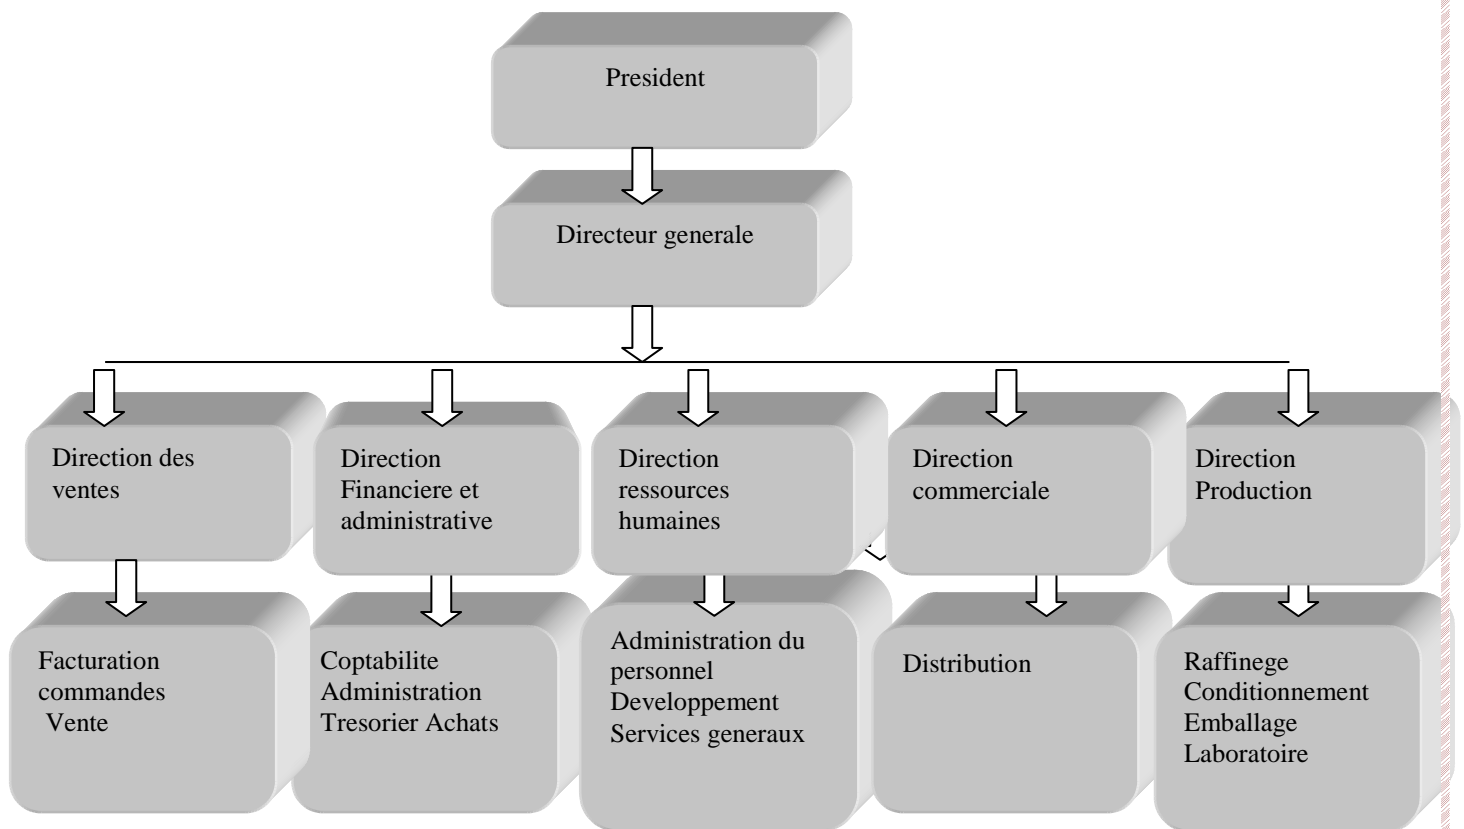 President
Directeur generale
Direction des
ventes
Direction
Financiere et
administrative
Direction
ressources
humaines
Direction
commerciale
Direction
Production
Facturation
commandes
Vente
Coptabilite
Administration
Tresorier Achats
Administration du
personnel
Developpement
Services generaux
Distribution
Raffinege
Conditionnement
Emballage
Laboratoire